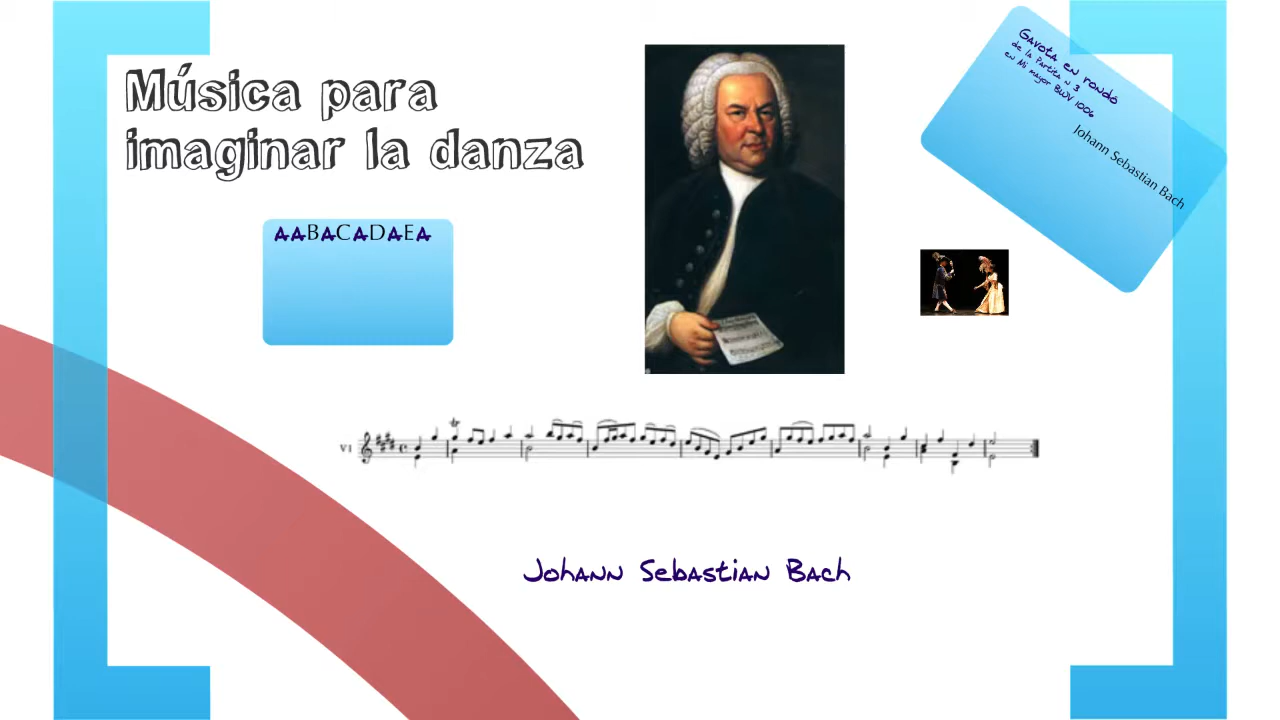 Música para
imaginar la danza
AABACADAEA
Gavota en rondó
de la Partita n 3
en Mi mayor BWV 1006
Johann Sebastian Bach
V1
Johann Sebastian Bach